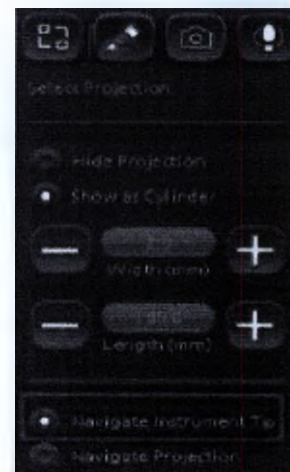 Select Projection
Hide Projection
Show as Cylinder
Width (mm)
Length (mm)
Navigate Instrument Tip
Navigate Projection